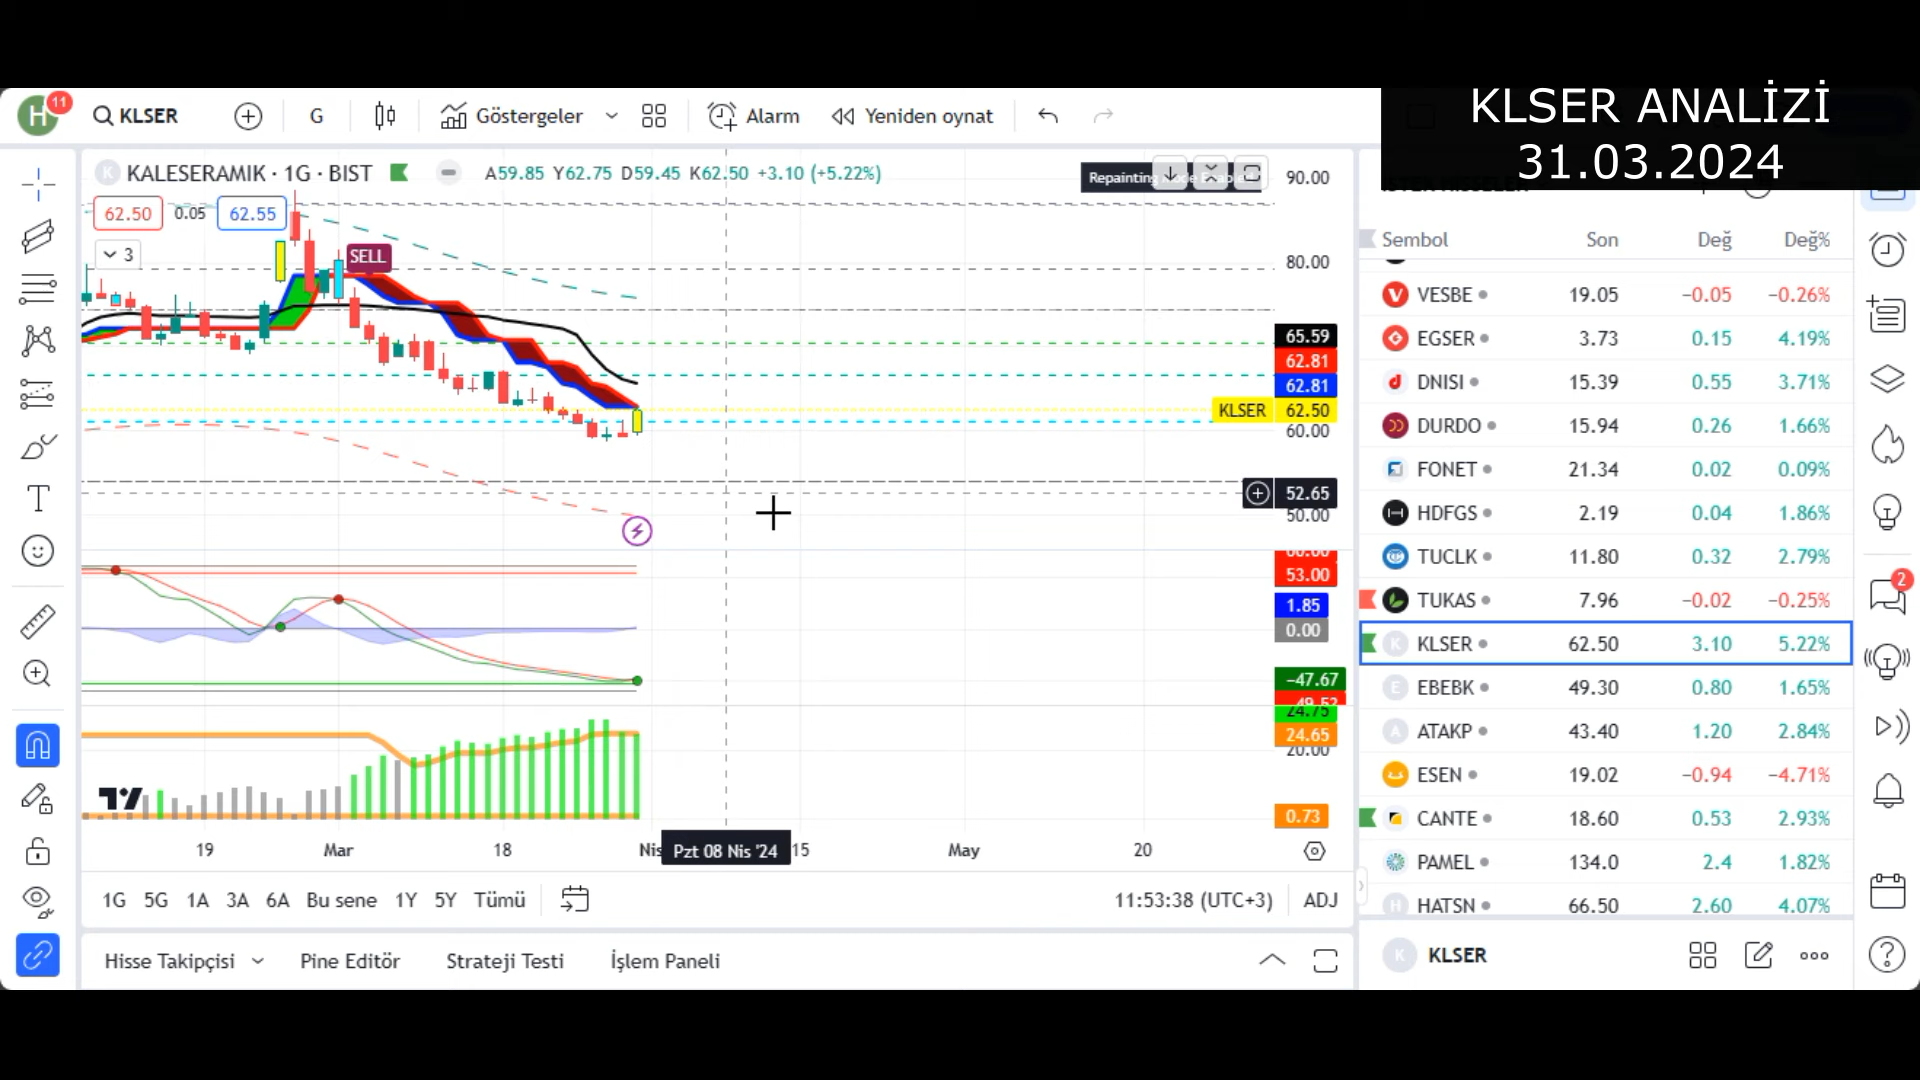 KLSER ANALİZİ
31.03.2024
H
11
KLSER
G
Göstergeler
Alarm
Yeniden oynat
KALESERAMIK · 1G · BIST
A59.85 Y62.75 D59.45 K62.50 +3.10 (+5.22%)
62.50
0.05
62.55
3
SELL
Repainting
90.00
80.00
65.59
62.81
62.81
KLSER 62.50
60.00
52.65
50.00
53.00
1.85
0.00
−47.67
24.75
24.65
20.00
0.73
19
Mar
18
Nis
Pzt 08 Nis '24
15
May
20
1G
5G
1A
3A
6A
Bu sene
1Y
5Y
Tümü
11:53:38 (UTC+3)
ADJ
Hisse Takipçisi
Pine Editör
Strateji Testi
İşlem Paneli
Sembol Son Değ Değ%
VESBE 19.05 −0.05 −0.26%
EGSER 3.73 0.15 4.19%
DNISI 15.39 0.55 3.71%
DURDO 15.94 0.26 1.66%
FONET 21.34 0.02 0.09%
HDFGS 2.19 0.04 1.86%
TUCLK 11.80 0.32 2.79%
TUKAS 7.96 −0.02 −0.25%
K KLSER 62.50 3.10 5.22%
E EBEBK 49.30 0.80 1.65%
A ATAKP 43.40 1.20 2.84%
ESEN 19.02 −0.94 −4.71%
CANTE 18.60 0.53 2.93%
PAMEL 134.0 2.4 1.82%
H HATSN 66.50 2.60 4.07%
K KLSER
2